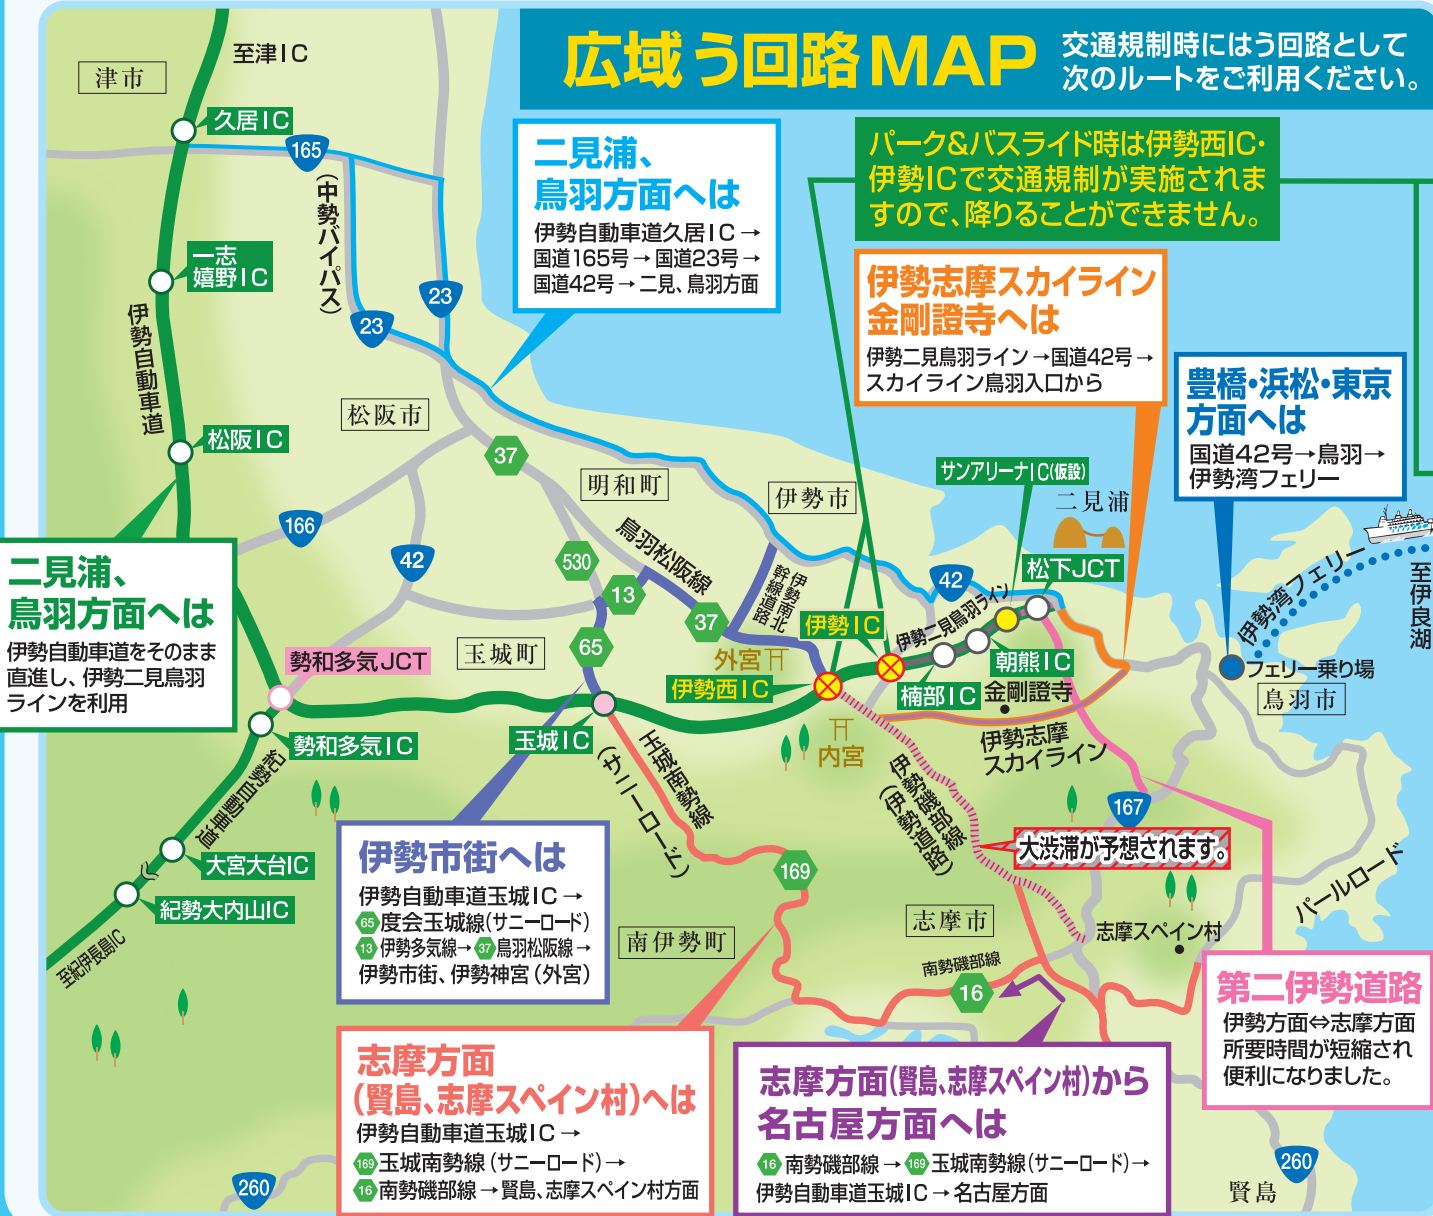 広域う回路MAP
交通規制時にはう回路として
次のルートをご利用ください。
津市
至津IC
久居IC
165
(中勢バイパス)
二見浦、
鳥羽方面へは
伊勢自動車道久居IC→
国道165号→国道23号→
国道42号→二見、鳥羽方面
パーク&バスライド時は伊勢西IC・
伊勢ICで交通規制が実施されま
すので、降りることができません。
一志
嬉野IC
伊勢自動車道
23
23
伊勢志摩スカイライン
金剛證寺へは
伊勢二見鳥羽ライン→国道42号→
スカイライン鳥羽入口から
豊橋・浜松・東京
方面へは
国道42号→鳥羽→
伊勢湾フェリー
松阪市
松阪IC
37
明和町
伊勢市
サンアリーナIC(仮設)
二見浦
166
42
530
鳥羽松阪線
伊勢南北
幹線道路
42
松下JCT
伊勢湾フェリー
至伊良湖
二見浦、
鳥羽方面へは
伊勢自動車道をそのまま
直進し、伊勢二見鳥羽
ラインを利用
13
37
伊勢IC
伊勢二見鳥羽ライン
65
玉城町
外宮
朝熊IC
勢和多気JCT
伊勢西IC
楠部IC
金剛證寺
フェリー乗り場
鳥羽市
勢和多気IC
玉城IC
内宮
伊勢志摩
スカイライン
紀勢自動車道
玉城南勢線
(サニーロード)
伊勢磯部線
(伊勢道路)
167
大渋滞が予想されます。
大宮大台IC
紀勢大内山IC
至紀伊長島IC
伊勢市街へは
伊勢自動車道玉城IC→
65 度会玉城線(サニーロード)
13 伊勢多気線→37 鳥羽松阪線→
伊勢市街、伊勢神宮(外宮)
169
パールロード
南伊勢町
志摩市
志摩スペイン村
南勢磯部線
16
第二伊勢道路
伊勢方面⇔志摩方面
所要時間が短縮され
便利になりました。
志摩方面
(賢島、志摩スペイン村)へは
伊勢自動車道玉城IC→
169 玉城南勢線(サニーロード)→
16 南勢磯部線→賢島、志摩スペイン村方面
志摩方面(賢島、志摩スペイン村)から
名古屋方面へは
16 南勢磯部線→169 玉城南勢線(サニーロード)→
伊勢自動車道玉城IC→名古屋方面
260
260
賢島